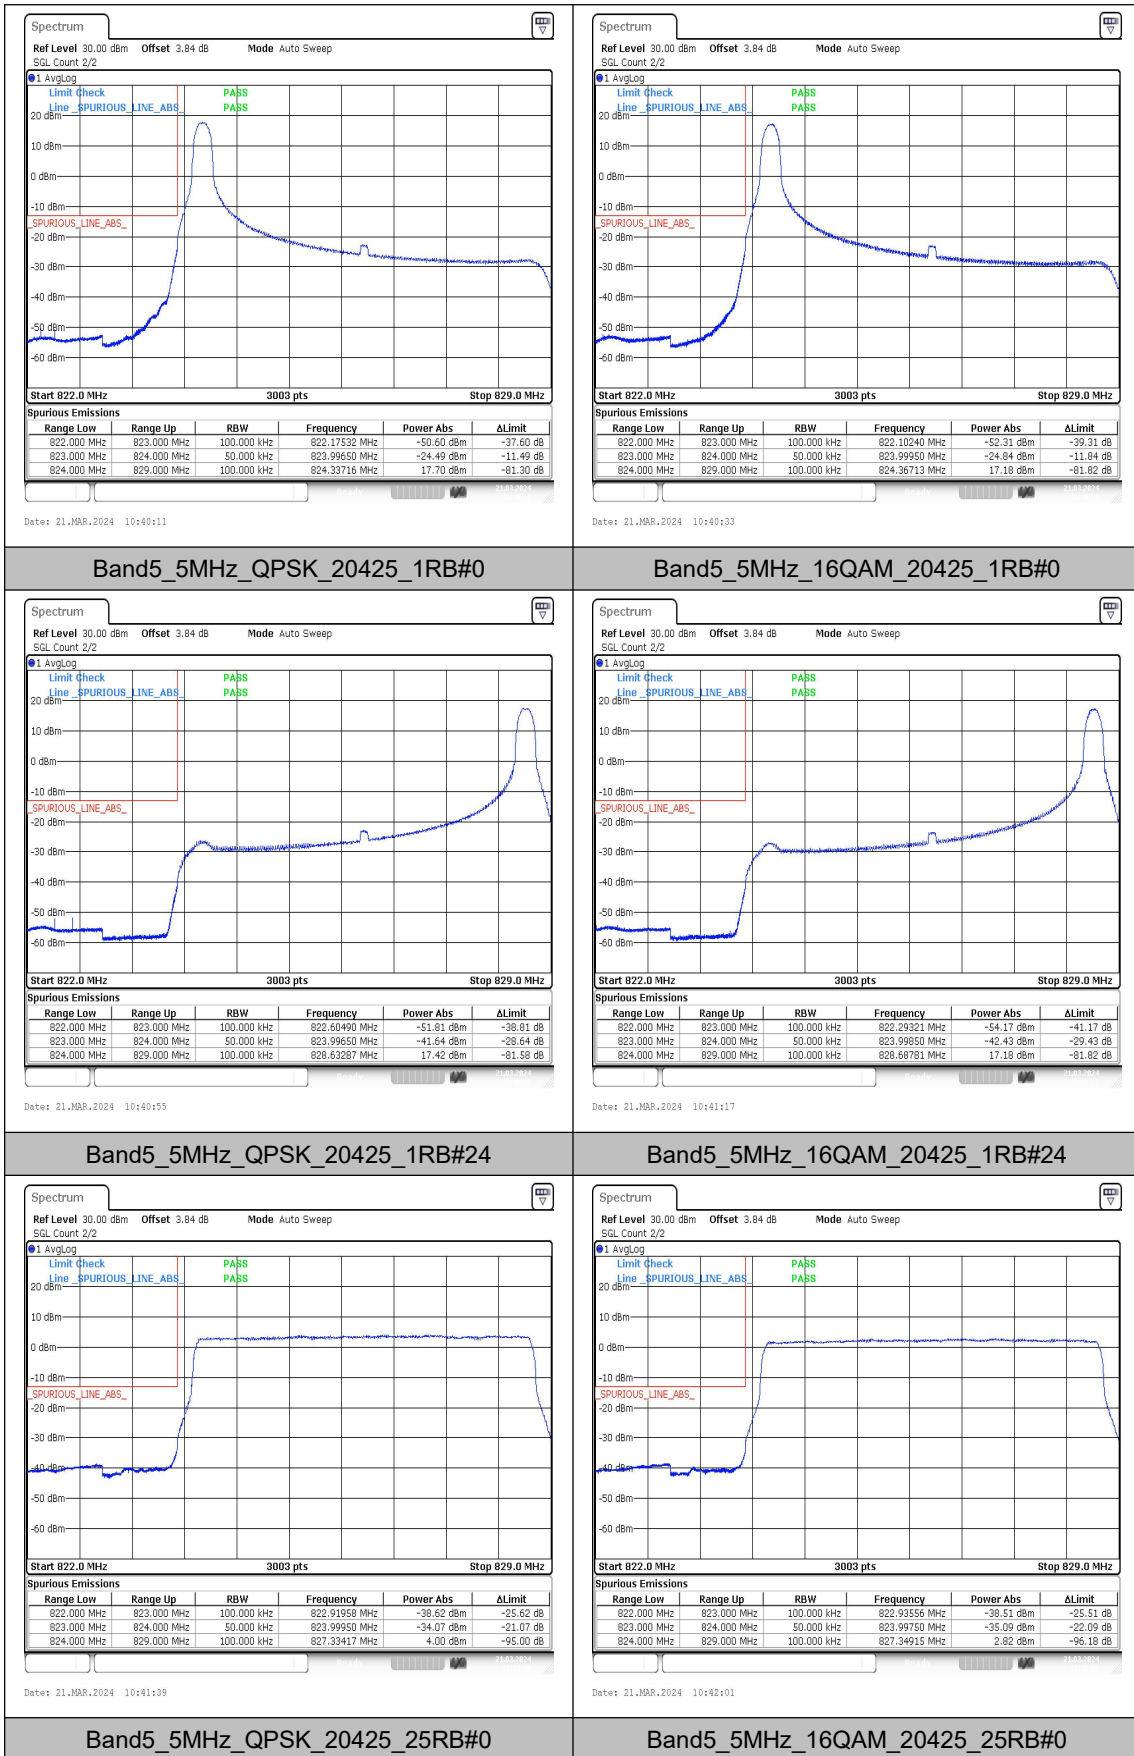 Spectrum
Ref Level 30.00 dBm Offset 3.84 dB Mode Auto Sweep
SGL Count 2/2
1 AvgLog
Limit Check PASS
Line _SPURIOUS_LINE_ABS_ PASS
20 dBm
10 dBm
0 dBm
-10 dBm
_SPURIOUS_LINE_ABS_
-20 dBm
-30 dBm
-40 dBm
-50 dBm
-60 dBm
Start 822.0 MHz 3003 pts Stop 829.0 MHz
Spurious Emissions
Range Low Range Up RBW Frequency Power Abs ΔLimit
822.000 MHz 823.000 MHz 100.000 kHz 822.17532 MHz -50.60 dBm -37.60 dB
823.000 MHz 824.000 MHz 50.000 kHz 823.99650 MHz -24.49 dBm -11.49 dB
824.000 MHz 829.000 MHz 100.000 kHz 824.33716 MHz 17.70 dBm -81.30 dB
21.03.2024
Date: 21.MAR.2024 10:40:11
Band5_5MHz_QPSK_20425_1RB#0
Spectrum
Ref Level 30.00 dBm Offset 3.84 dB Mode Auto Sweep
SGL Count 2/2
1 AvgLog
Limit Check PASS
Line _SPURIOUS_LINE_ABS_ PASS
20 dBm
10 dBm
0 dBm
-10 dBm
_SPURIOUS_LINE_ABS_
-20 dBm
-30 dBm
-40 dBm
-50 dBm
-60 dBm
Start 822.0 MHz 3003 pts Stop 829.0 MHz
Spurious Emissions
Range Low Range Up RBW Frequency Power Abs ΔLimit
822.000 MHz 823.000 MHz 100.000 kHz 822.10240 MHz -52.31 dBm -39.31 dB
823.000 MHz 824.000 MHz 50.000 kHz 823.99950 MHz -24.84 dBm -11.84 dB
824.000 MHz 829.000 MHz 100.000 kHz 824.36713 MHz 17.18 dBm -81.82 dB
21.03.2024
Date: 21.MAR.2024 10:40:33
Band5_5MHz_16QAM_20425_1RB#0
Spectrum
Ref Level 30.00 dBm Offset 3.84 dB Mode Auto Sweep
SGL Count 2/2
1 AvgLog
Limit Check PASS
Line _SPURIOUS_LINE_ABS_ PASS
20 dBm
10 dBm
0 dBm
-10 dBm
_SPURIOUS_LINE_ABS_
-20 dBm
-30 dBm
-40 dBm
-50 dBm
-60 dBm
Start 822.0 MHz 3003 pts Stop 829.0 MHz
Spurious Emissions
Range Low Range Up RBW Frequency Power Abs ΔLimit
822.000 MHz 823.000 MHz 100.000 kHz 822.60490 MHz -51.81 dBm -38.81 dB
823.000 MHz 824.000 MHz 50.000 kHz 823.99650 MHz -41.64 dBm -28.64 dB
824.000 MHz 829.000 MHz 100.000 kHz 828.63287 MHz 17.42 dBm -81.58 dB
21.03.2024
Date: 21.MAR.2024 10:40:55
Band5_5MHz_QPSK_20425_1RB#24
Spectrum
Ref Level 30.00 dBm Offset 3.84 dB Mode Auto Sweep
SGL Count 2/2
1 AvgLog
Limit Check PASS
Line _SPURIOUS_LINE_ABS_ PASS
20 dBm
10 dBm
0 dBm
-10 dBm
_SPURIOUS_LINE_ABS_
-20 dBm
-30 dBm
-40 dBm
-50 dBm
-60 dBm
Start 822.0 MHz 3003 pts Stop 829.0 MHz
Spurious Emissions
Range Low Range Up RBW Frequency Power Abs ΔLimit
822.000 MHz 823.000 MHz 100.000 kHz 822.29321 MHz -54.17 dBm -41.17 dB
823.000 MHz 824.000 MHz 50.000 kHz 823.99850 MHz -42.43 dBm -29.43 dB
824.000 MHz 829.000 MHz 100.000 kHz 828.68781 MHz 17.18 dBm -81.82 dB
21.03.2024
Date: 21.MAR.2024 10:41:17
Band5_5MHz_16QAM_20425_1RB#24
Spectrum
Ref Level 30.00 dBm Offset 3.84 dB Mode Auto Sweep
SGL Count 2/2
1 AvgLog
Limit Check PASS
Line _SPURIOUS_LINE_ABS_ PASS
20 dBm
10 dBm
0 dBm
-10 dBm
_SPURIOUS_LINE_ABS_
-20 dBm
-30 dBm
-40 dBm
-50 dBm
-60 dBm
Start 822.0 MHz 3003 pts Stop 829.0 MHz
Spurious Emissions
Range Low Range Up RBW Frequency Power Abs ΔLimit
822.000 MHz 823.000 MHz 100.000 kHz 822.91958 MHz -38.62 dBm -25.62 dB
823.000 MHz 824.000 MHz 50.000 kHz 823.99950 MHz -34.07 dBm -21.07 dB
824.000 MHz 829.000 MHz 100.000 kHz 827.33417 MHz 4.00 dBm -95.00 dB
21.03.2024
Date: 21.MAR.2024 10:41:39
Band5_5MHz_QPSK_20425_25RB#0
Spectrum
Ref Level 30.00 dBm Offset 3.84 dB Mode Auto Sweep
SGL Count 2/2
1 AvgLog
Limit Check PASS
Line _SPURIOUS_LINE_ABS_ PASS
20 dBm
10 dBm
0 dBm
-10 dBm
_SPURIOUS_LINE_ABS_
-20 dBm
-30 dBm
-40 dBm
-50 dBm
-60 dBm
Start 822.0 MHz 3003 pts Stop 829.0 MHz
Spurious Emissions
Range Low Range Up RBW Frequency Power Abs ΔLimit
822.000 MHz 823.000 MHz 100.000 kHz 822.93556 MHz -38.51 dBm -25.51 dB
823.000 MHz 824.000 MHz 50.000 kHz 823.99750 MHz -35.09 dBm -22.09 dB
824.000 MHz 829.000 MHz 100.000 kHz 827.34915 MHz 2.82 dBm -96.18 dB
21.03.2024
Date: 21.MAR.2024 10:42:01
Band5_5MHz_16QAM_20425_25RB#0